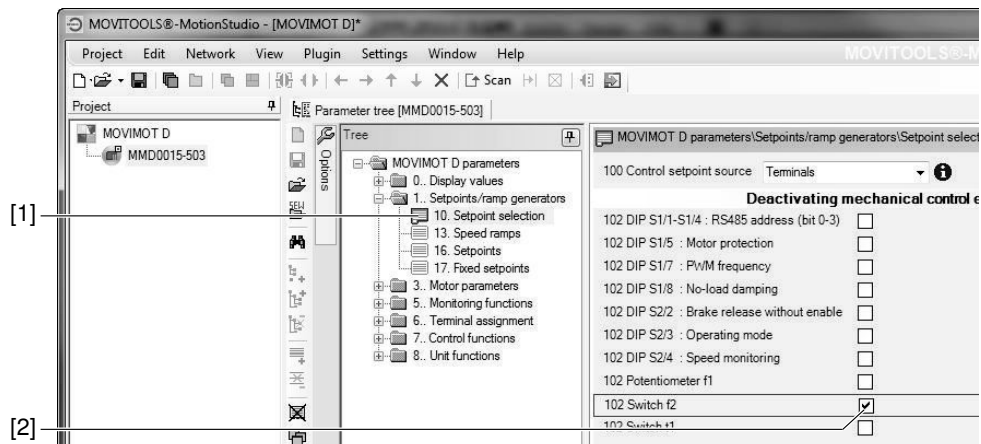 MOVITOOLS®-MotionStudio - [MOVIMOT D]*
Project Edit Network View Plugin Settings Window Help
MOVITOOLS®-M
Scan
Project
Parameter tree [MMD0015-503]
MOVIMOT D
MMD0015-503
Options
Tree
MOVIMOT D parameters
0.. Display values
1.. Setpoints/ramp generators
10. Setpoint selection
13. Speed ramps
16. Setpoints
17. Fixed setpoints
3.. Motor parameters
5.. Monitoring functions
6.. Terminal assignment
7.. Control functions
8.. Unit functions
MOVIMOT D parameters\Setpoints/ramp generators\Setpoint select
100 Control setpoint source Terminals
Deactivating mechanical control e
102 DIP S1/1-S1/4 : RS485 address (bit 0-3)
102 DIP S1/5 : Motor protection
102 DIP S1/7 : PWM frequency
102 DIP S1/8 : No-load damping
102 DIP S2/2 : Brake release without enable
102 DIP S2/3 : Operating mode
102 DIP S2/4 : Speed monitoring
102 Potentiometer f1
102 Switch f2
102 Switch t1
[1]
[2]
SEW